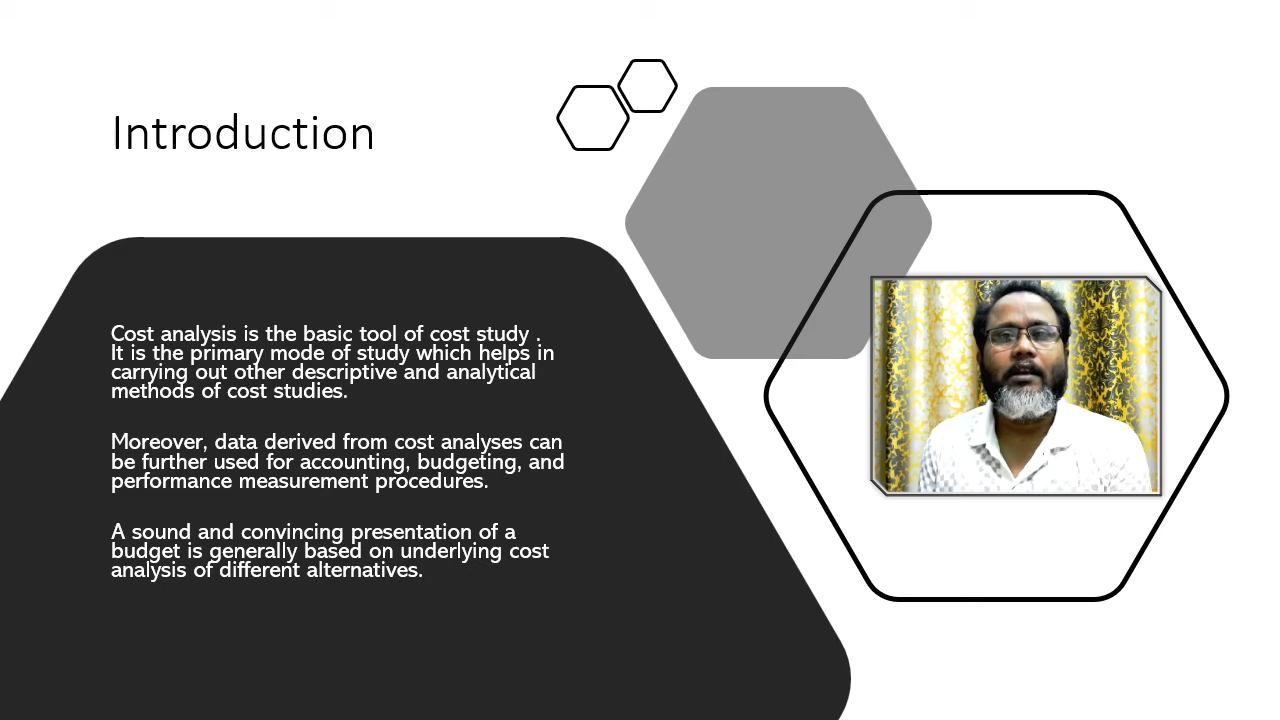 Introduction
Cost analysis is the basic tool of cost study .
It is the primary mode of study which helps in
carrying out other descriptive and analytical
methods of cost studies.
Moreover, data derived from cost analyses can
be further used for accounting, budgeting, and
performance measurement procedures.
A sound and convincing presentation of a
budget is generally based on underlying cost
analysis of different alternatives.